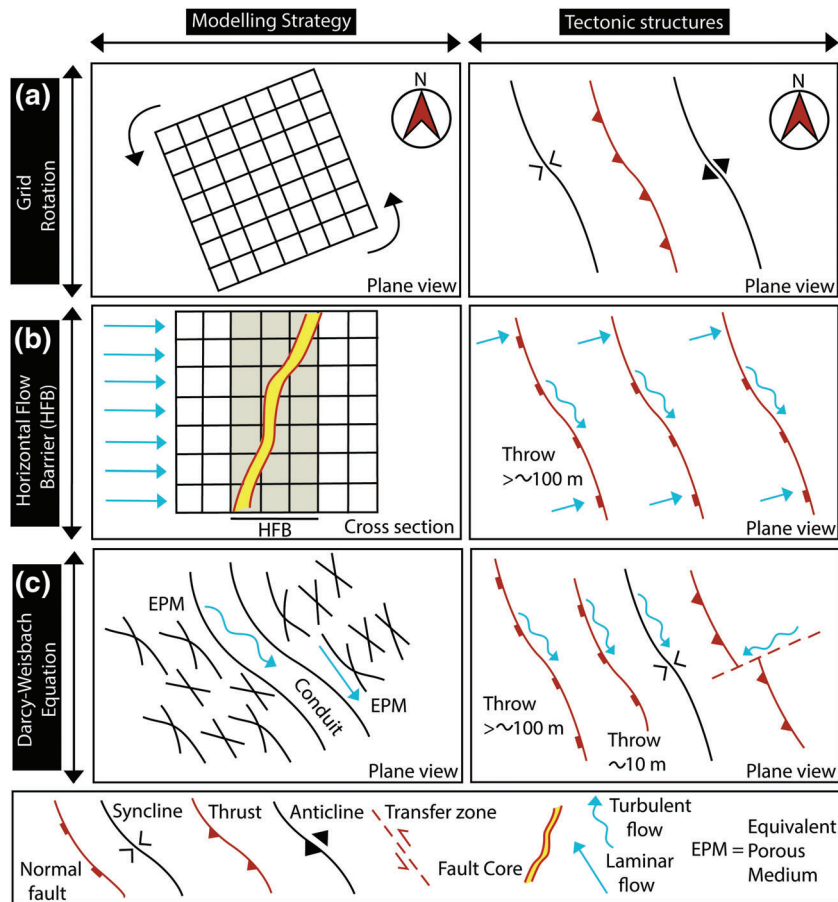 Modelling Strategy
Tectonic structures
(a)
Grid
Rotation
N
Plane view
N
Plane view
(b)
Horizontal Flow
Barrier (HFB)
HFB
Cross section
Throw
>~100 m
Plane view
(c)
Darcy-Weisbach
Equation
EPM
Conduit
EPM
Plane view
Throw
>~100 m
Throw
~10 m
Plane view
Normal
fault
Syncline
Thrust
Anticline
Transfer zone
Fault Core
Turbulent
flow
Laminar
flow
EPM =
Equivalent
Porous
Medium